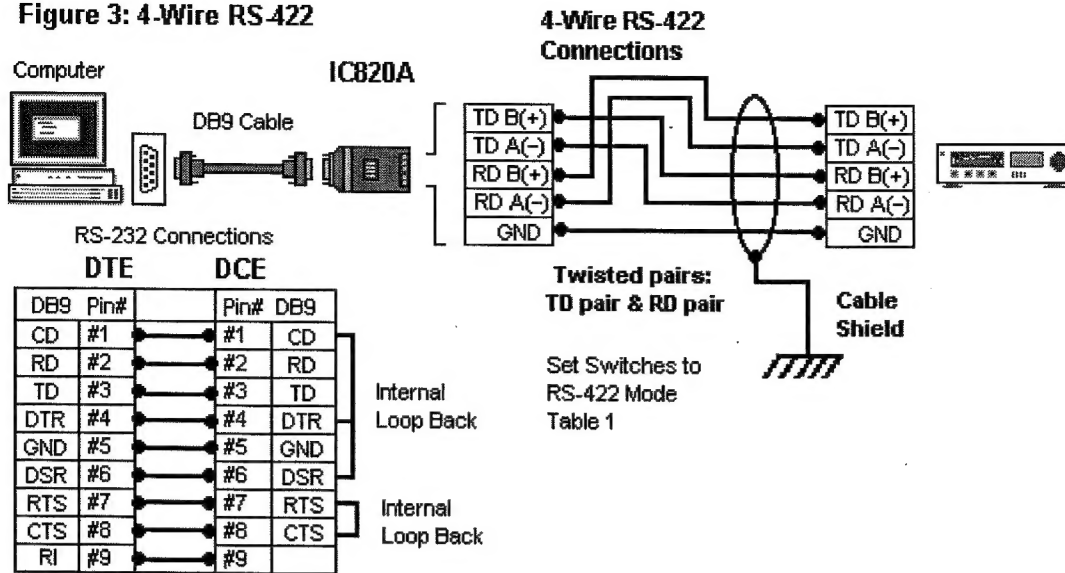 Figure 3: 4-Wire RS-422
4-Wire RS-422
Connections
Computer
IC820A
DB9 Cable
TD B(+)
TD A(−)
RD B(+)
RD A(−)
GND
TD B(+)
TD A(−)
RD B(+)
RD A(−)
GND
RS-232 Connections
DTE DCE
DB9 Pin# Pin# DB9
CD #1 #1 CD
RD #2 #2 RD
TD #3 #3 TD
DTR #4 #4 DTR
GND #5 #5 GND
DSR #6 #6 DSR
RTS #7 #7 RTS
CTS #8 #8 CTS
RI #9 #9
Internal
Loop Back
Internal
Loop Back
Twisted pairs:
TD pair & RD pair
Set Switches to
RS-422 Mode
Table 1
Cable
Shield